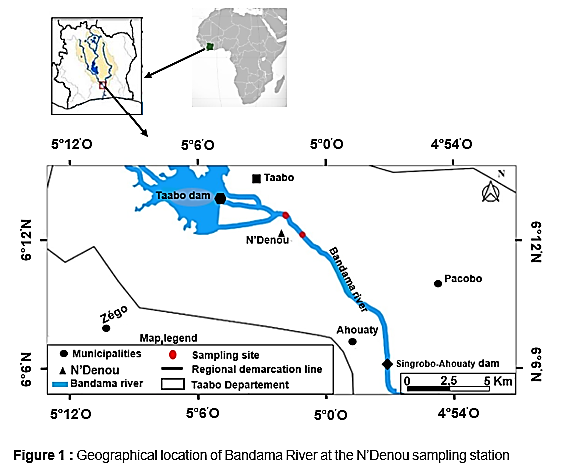 5°12'O 5°6'O 5°0'O 4°54'O
N
Taabo
Taabo dam
6°12'N 6°12'N
N'Denou
Bandama river
Pacobo
Zégo
Ahouaty
Map legend
Municipalities Sampling site
N'Denou Regional demarcation line
Bandama river Taabo Departement
Singrobo-Ahouaty dam
6°6'N 6°6'N
0 2,5 5 Km
5°12'O 5°6'O 5°0'O 4°54'O
Figure 1 : Geographical location of Bandama River at the N'Denou sampling station